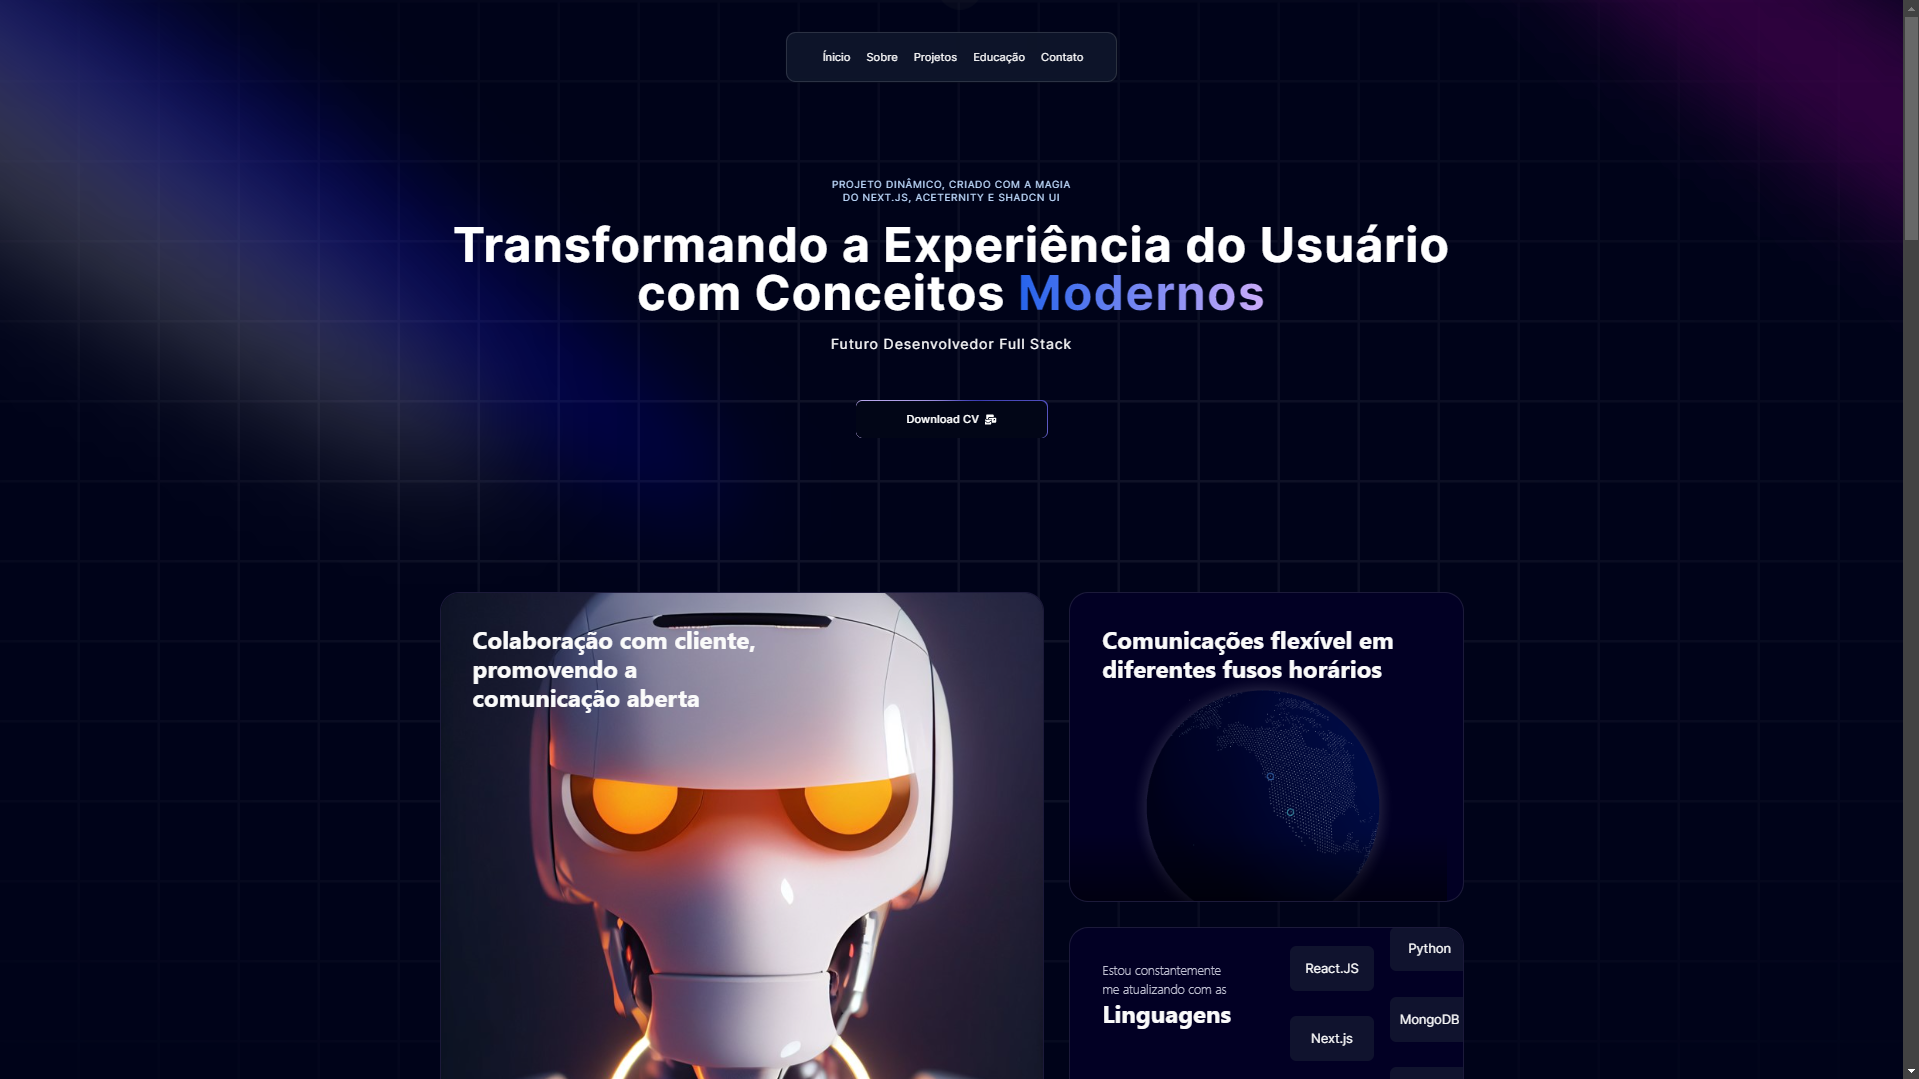 Ínicio Sobre Projetos Educação Contato
PROJETO DINÂMICO, CRIADO COM A MAGIA
DO NEXT.JS, ACETERNITY E SHADCN UI
Transformando a Experiência do Usuário
com Conceitos Modernos
Futuro Desenvolvedor Full Stack
Download CV
Colaboração com cliente,
promovendo a
comunicação aberta
Comunicações flexível em
diferentes fusos horários
Estou constantemente
me atualizando com as
Linguagens
React.JS
Next.js
Python
MongoDB